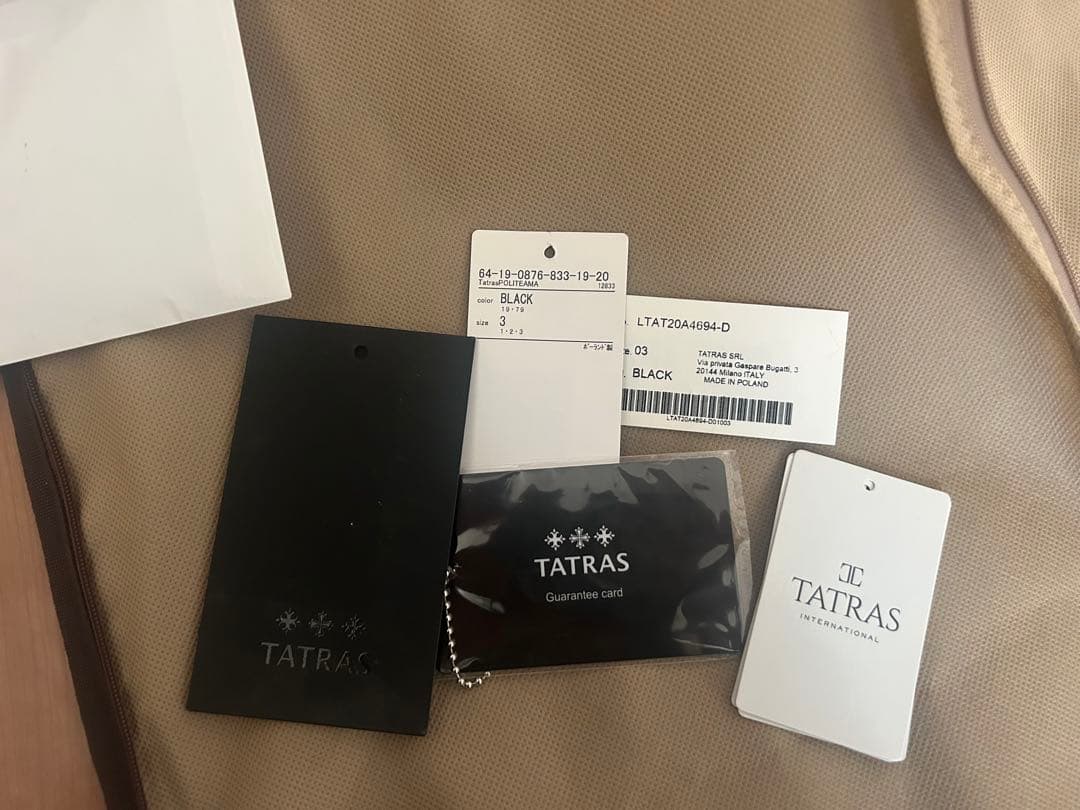 64-19-0876-833-19-20
TatrasPOLITEAMA 12833
color BLACK
19・79
size 3
1・2・3
ﾎﾟｰﾗﾝﾄﾞ製
. LTAT20A4694-D
e. 03
. BLACK
TATRAS SRL
Via privata Gaspare Bugatti, 3
20144 Milano ITALY
MADE IN POLAND
LTAT20A4694-D01003
TATRAS
TATRAS
Guarantee card
TATRAS
INTERNATIONAL